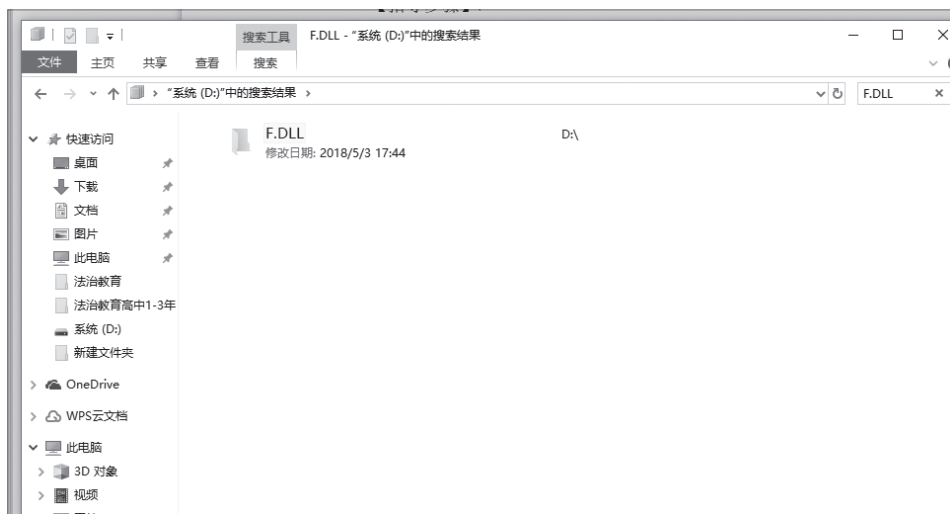 搜索工具 F.DLL - “系统 (D:)”中的搜索结果
文件 主页 共享 查看 搜索
“系统 (D:)”中的搜索结果 F.DLL
F.DLL D:\
修改日期: 2018/5/3 17:44
快速访问
桌面
下载
文档
图片
此电脑
法治教育
法治教育高中1-3年
系统 (D:)
新建文件夹
OneDrive
WPS云文档
此电脑
3D 对象
视频